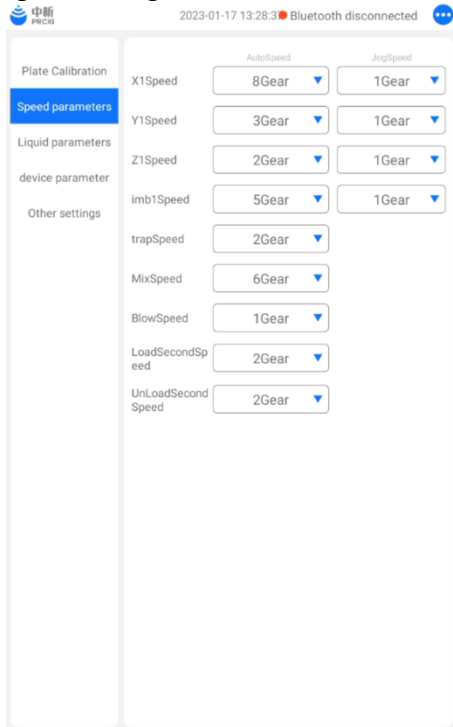 中新
PRCXI
2023-01-17 13:28:3 Bluetooth disconnected
Plate Calibration
Speed parameters
Liquid parameters
device parameter
Other settings
AutoSpeed JogSpeed
X1Speed 8Gear 1Gear
Y1Speed 3Gear 1Gear
Z1Speed 2Gear 1Gear
imb1Speed 5Gear 1Gear
trapSpeed 2Gear
MixSpeed 6Gear
BlowSpeed 1Gear
LoadSecondSp
eed 2Gear
UnLoadSecond
Speed 2Gear